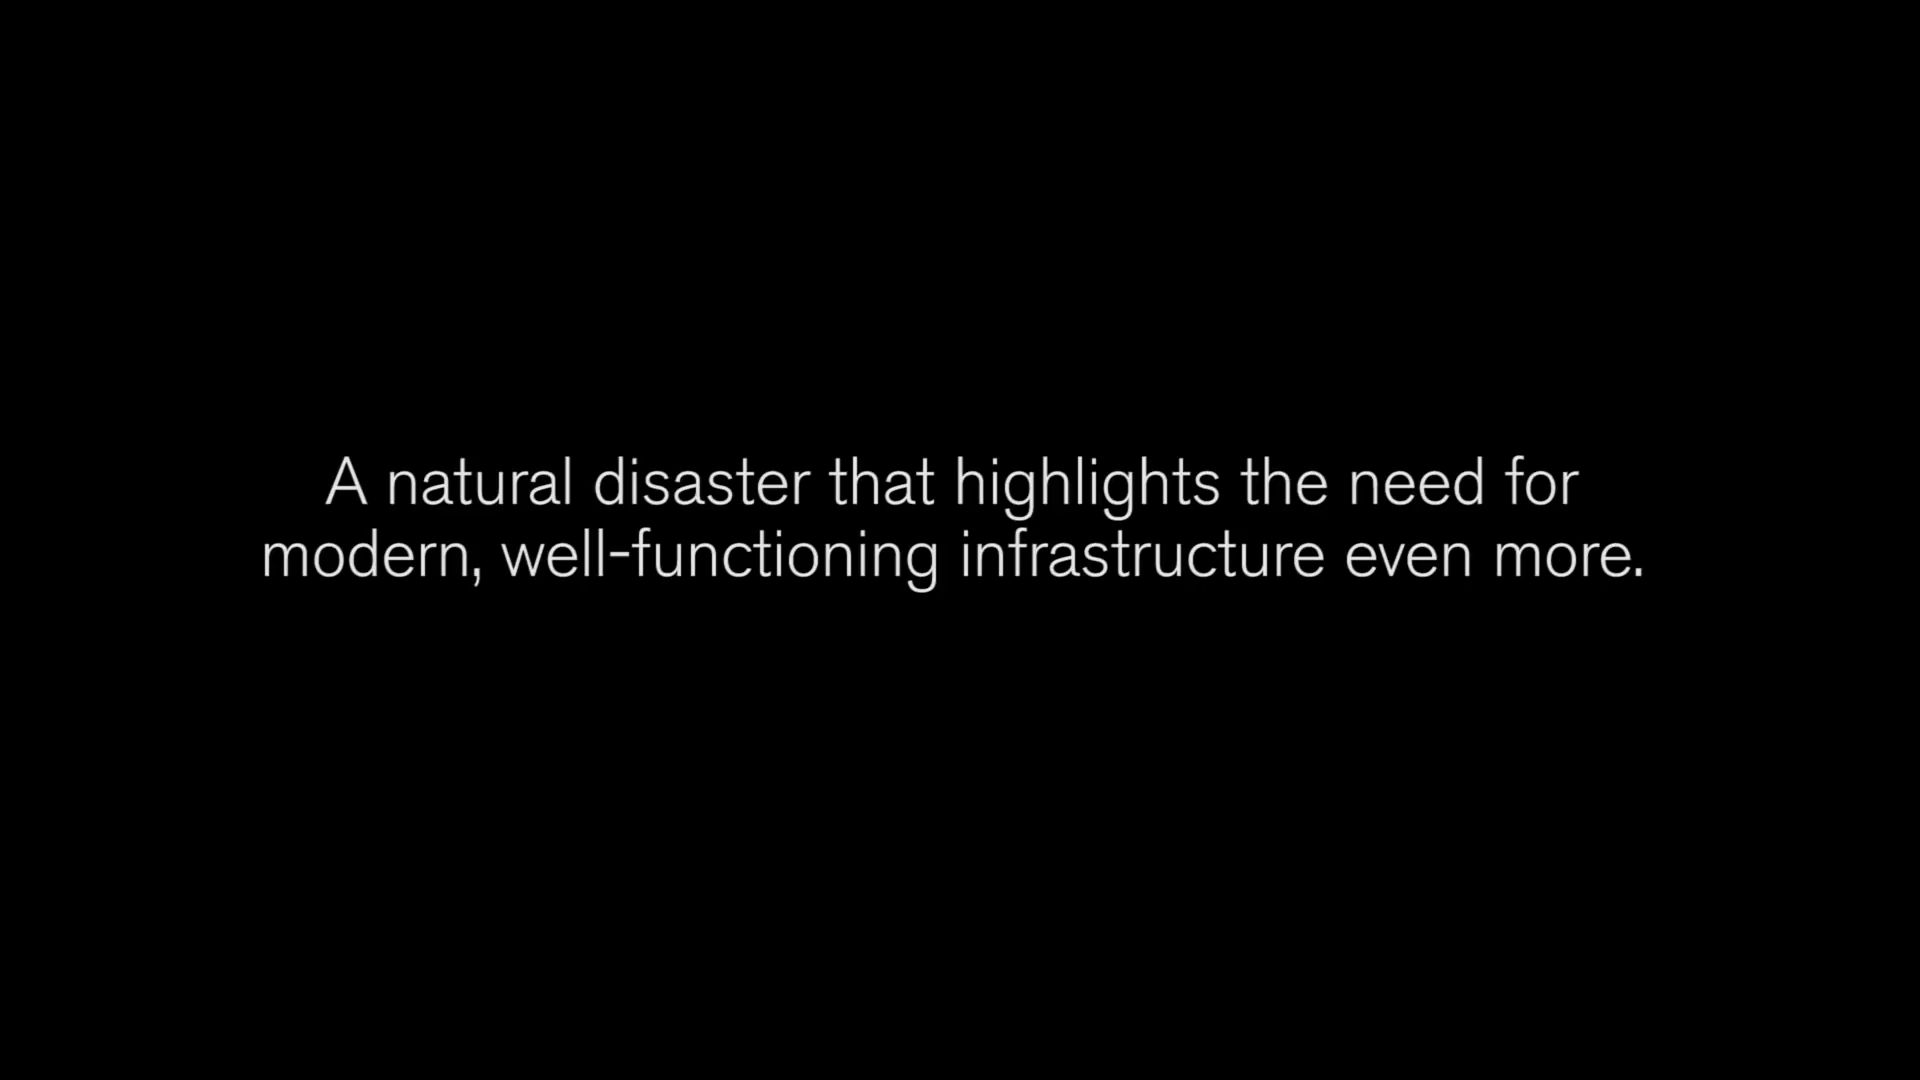 A natural disaster that highlights the need for
modern, well-functioning infrastructure even more.